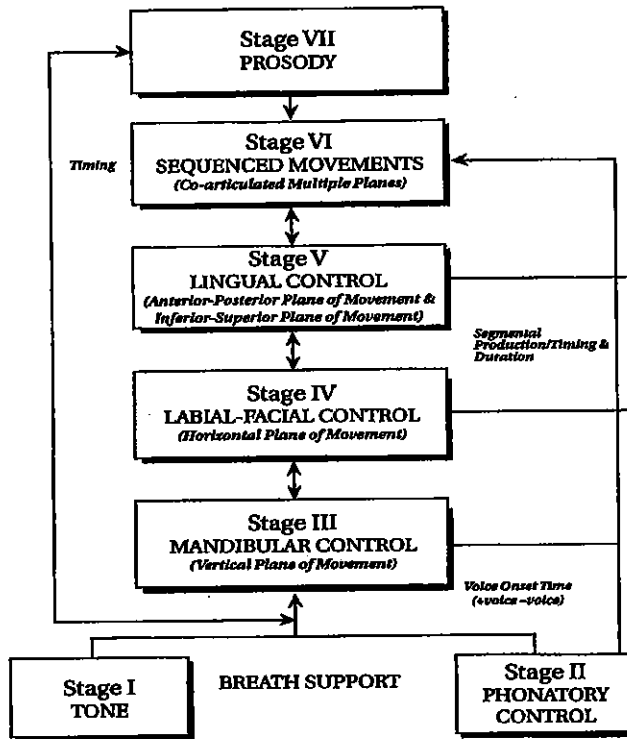 Stage VII
PROSODY
Timing
Stage VI
SEQUENCED MOVEMENTS
(Co-articulated Multiple Planes)
Stage V
LINGUAL CONTROL
(Anterior-Posterior Plane of Movement &
Inferior-Superior Plane of Movement)
Segmental
Production/Timing &
Duration
Stage IV
LABIAL-FACIAL CONTROL
(Horizontal Plane of Movement)
Stage III
MANDIBULAR CONTROL
(Vertical Plane of Movement)
Voice Onset Time
(+voice –voice)
Stage I
TONE
BREATH SUPPORT
Stage II
PHONATORY
CONTROL